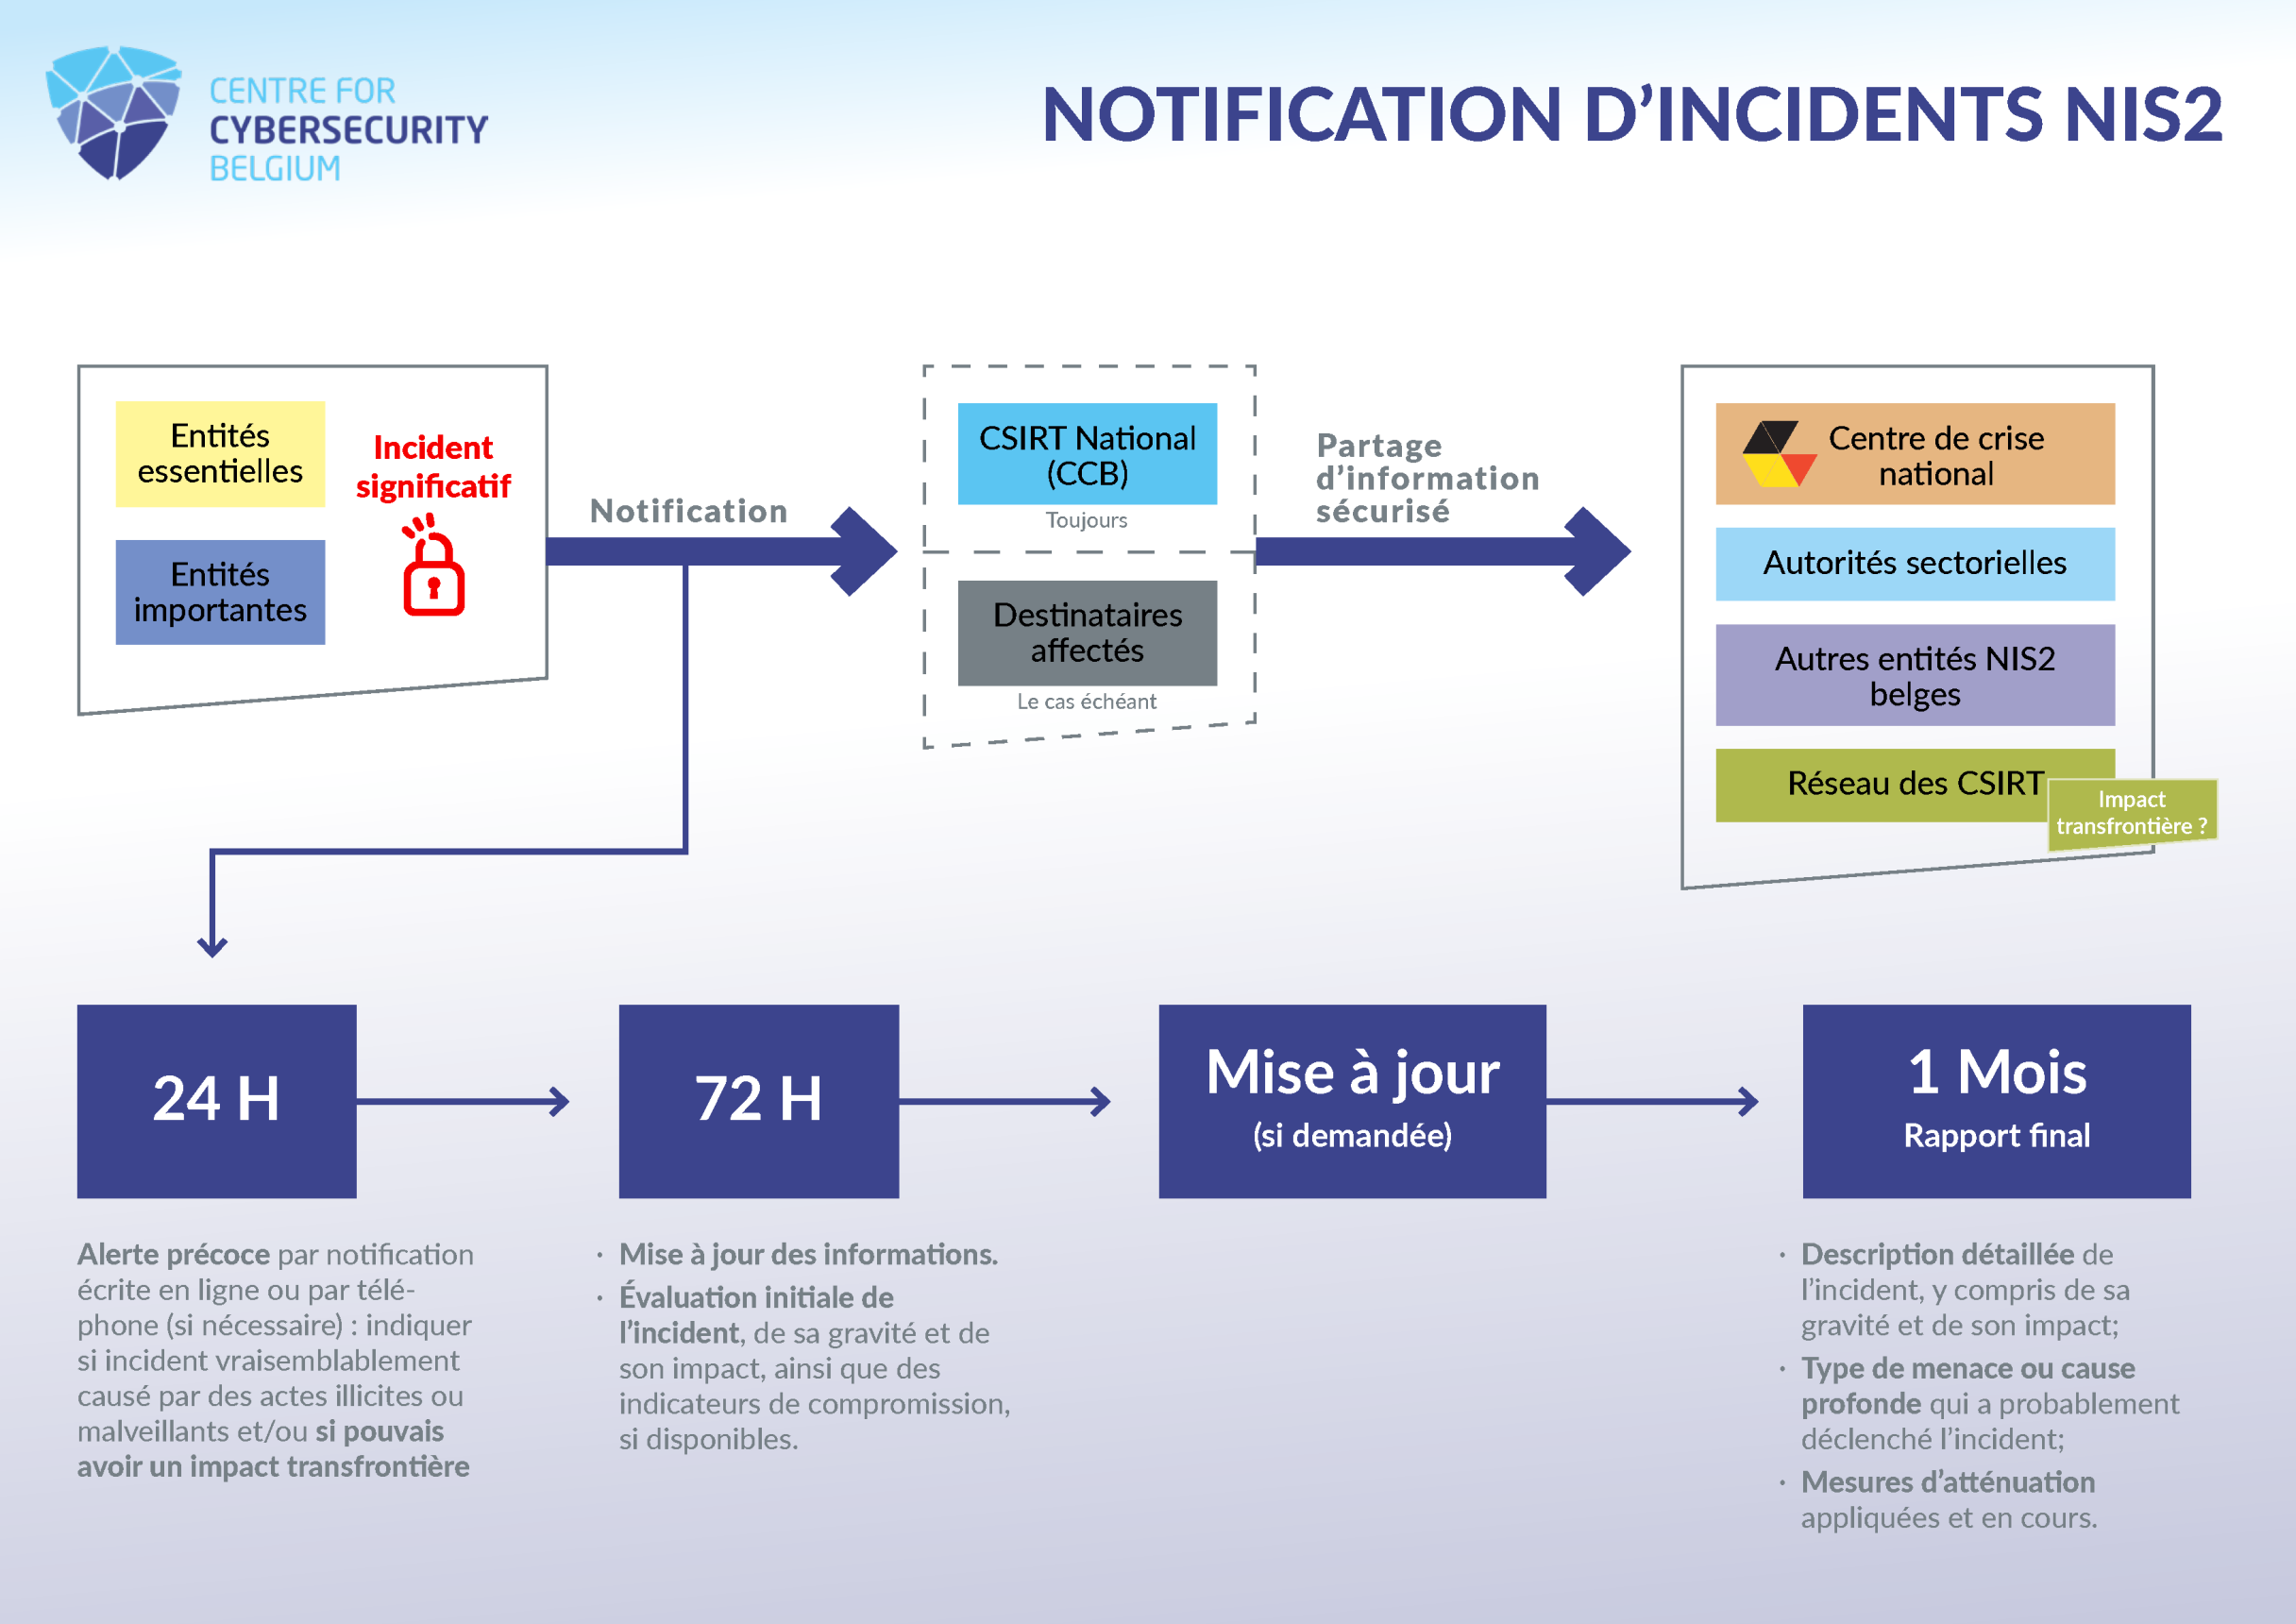 CENTRE FOR
CYBERSECURITY
BELGIUM
NOTIFICATION D’INCIDENTS NIS2
Entités
essentielles
Incident
significatif
Entités
importantes
Notification
CSIRT National
(CCB)
Toujours
Destinataires
affectés
Le cas échéant
Partage
d’information
sécurisé
Centre de crise
national
Autorités sectorielles
Autres entités NIS2
belges
Réseau des CSIRT
Impact
transfrontière ?
24 H
72 H
Mise à jour
(si demandée)
1 Mois
Rapport final
Alerte précoce par notification
écrite en ligne ou par télé-
phone (si nécessaire) : indiquer
si incident vraisemblablement
causé par des actes illicites ou
malveillants et/ou si pouvais
avoir un impact transfrontière
· Mise à jour des informations.
· Évaluation initiale de
l’incident, de sa gravité et de
son impact, ainsi que des
indicateurs de compromission,
si disponibles.
· Description détaillée de
l’incident, y compris de sa
gravité et de son impact;
· Type de menace ou cause
profonde qui a probablement
déclenché l’incident;
· Mesures d’atténuation
appliquées et en cours.